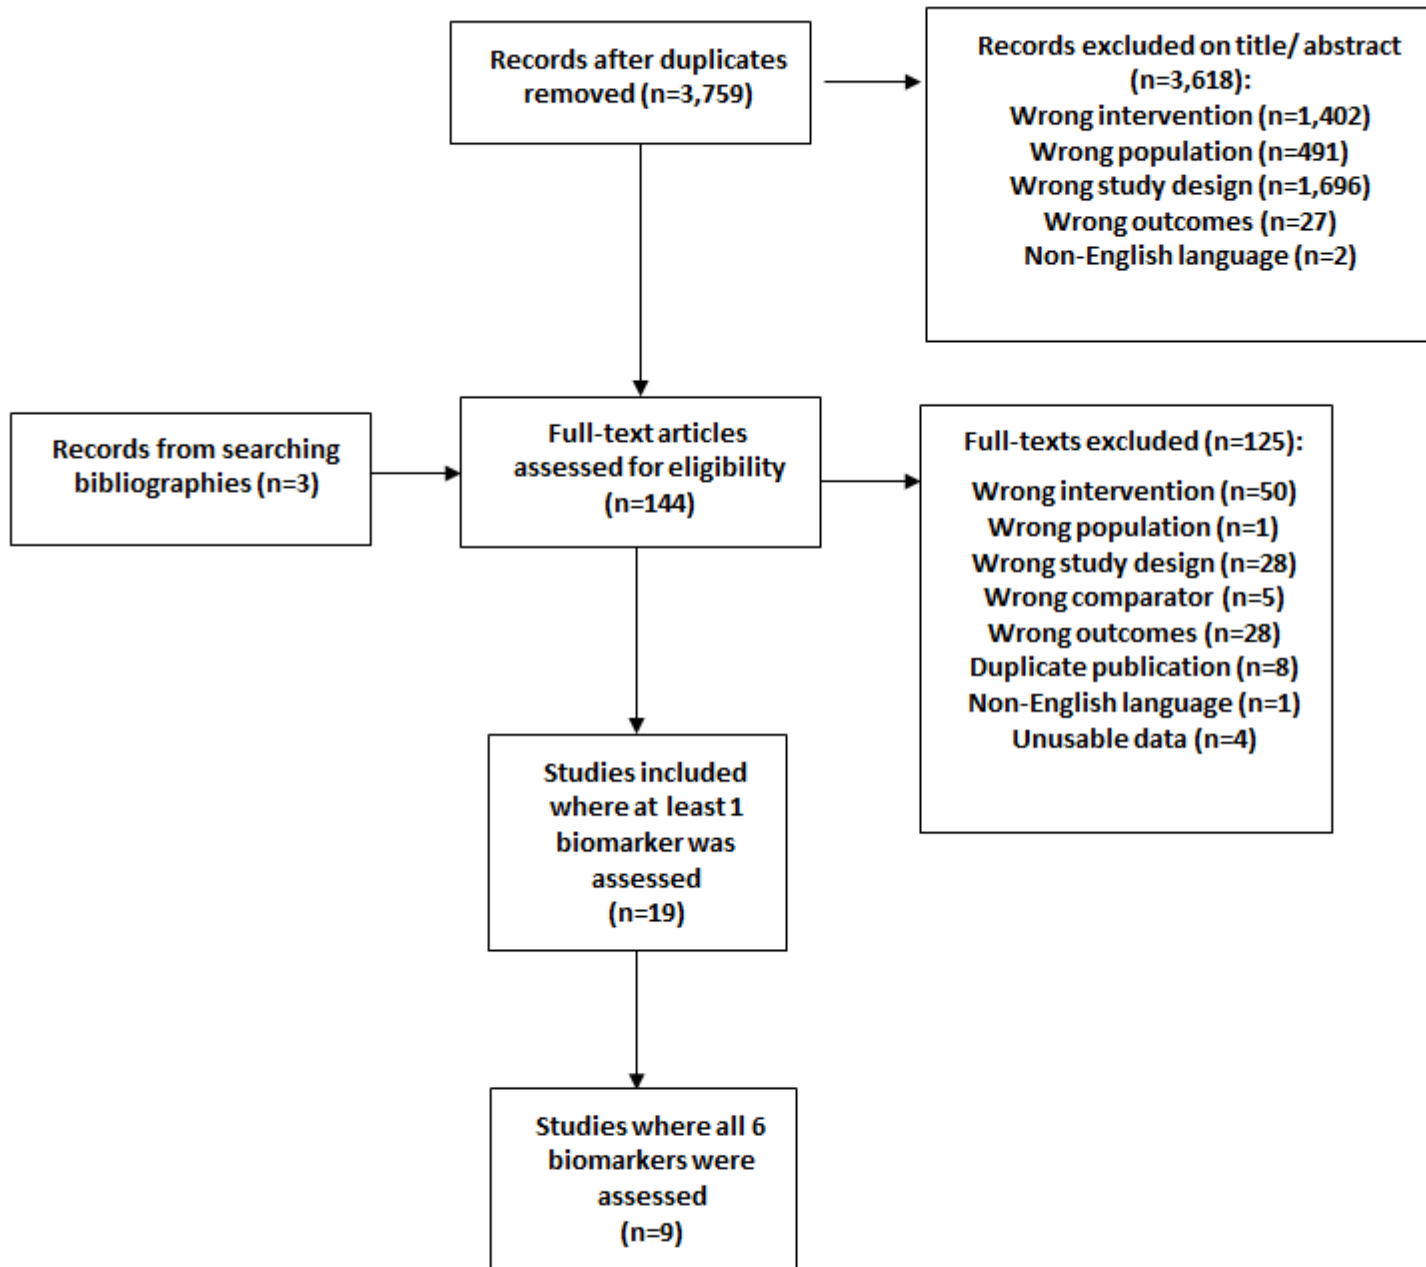 Records after duplicates
removed (n=3,759)
Records excluded on title/ abstract
(n=3,618):
Wrong intervention (n=1,402)
Wrong population (n=491)
Wrong study design (n=1,696)
Wrong outcomes (n=27)
Non-English language (n=2)
Records from searching
bibliographies (n=3)
Full-text articles
assessed for eligibility
(n=144)
Full-texts excluded (n=125):
Wrong intervention (n=50)
Wrong population (n=1)
Wrong study design (n=28)
Wrong comparator (n=5)
Wrong outcomes (n=28)
Duplicate publication (n=8)
Non-English language (n=1)
Unusable data (n=4)
Studies included
where at least 1
biomarker was
assessed
(n=19)
Studies where all 6
biomarkers were
assessed
(n=9)